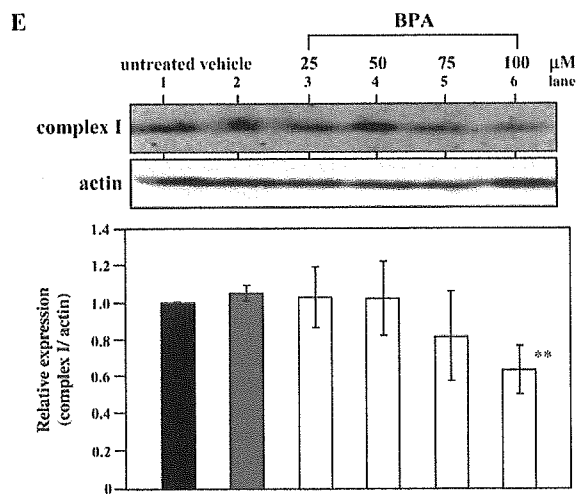 E
BPA
untreated vehicle 25 50 75 100 μM
1 2 3 4 5 6 lane
complex I
actin
1.4
1.2
1.0
0.8
0.6
0.4
0.2
0
Relative expression
(complex I/ actin)
**